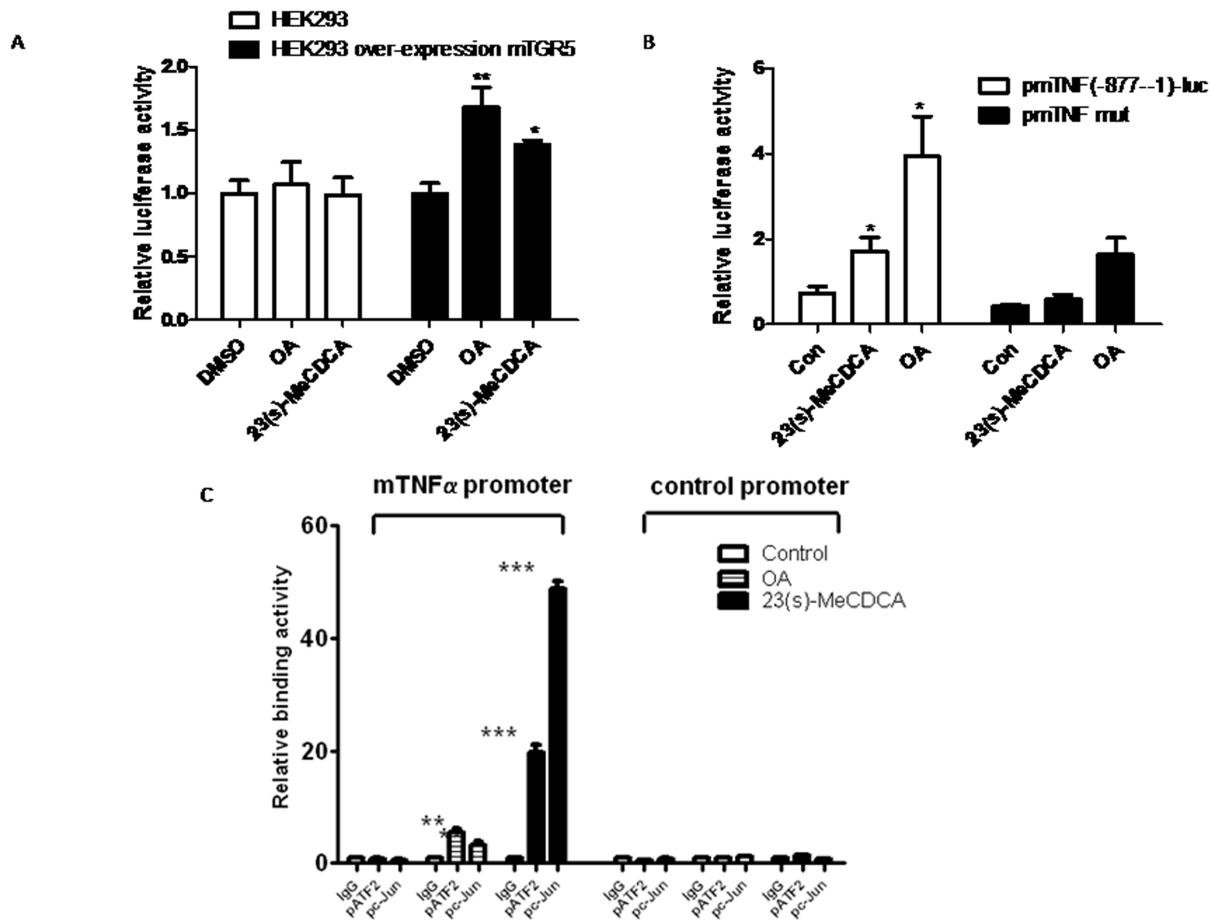 A
HEK293
HEK293 over-expression mTGR5
Relative luciferase activity
2.0
1.5
1.0
0.5
0.0
**
*
DMSO
OA
23(s)-MeCDCA
DMSO
OA
23(s)-MeCDCA
B
pmTNF(-877--1)-luc
pmTNF mut
Relative luciferase activity
6
4
2
0
*
*
Con
23(s)-MeCDCA
OA
Con
23(s)-MeCDCA
OA
C
mTNFα promoter
control promoter
Control
OA
23(s)-MeCDCA
Relative binding activity
60
40
20
0
***
***
**
*
IgG
pATF2
pc-Jun
IgG
pATF2
pc-Jun
IgG
pATF2
pc-Jun
IgG
pATF2
pc-Jun
IgG
pATF2
pc-Jun
IgG
pATF2
pc-Jun